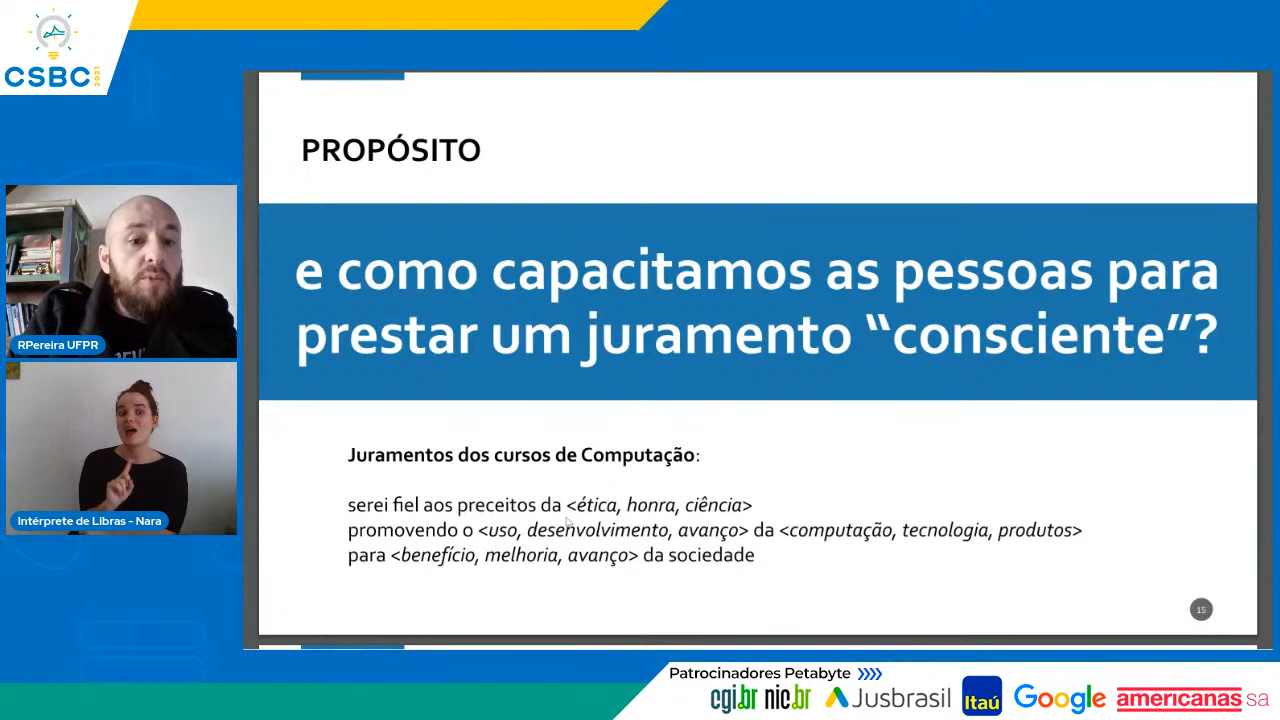 CSBC 2021
PROPÓSITO
e como capacitamos as pessoas para
prestar um juramento “consciente”?
RPereira UFPR
Intérprete de Libras - Nara
Juramentos dos cursos de Computação:
serei fiel aos preceitos da <ética, honra, ciência>
promovendo o <uso, desenvolvimento, avanço> da <computação, tecnologia, produtos>
para <benefício, melhoria, avanço> da sociedade
15
Patrocinadores Petabyte
cgi.br nic.br Jusbrasil Itaú Google americanas sa